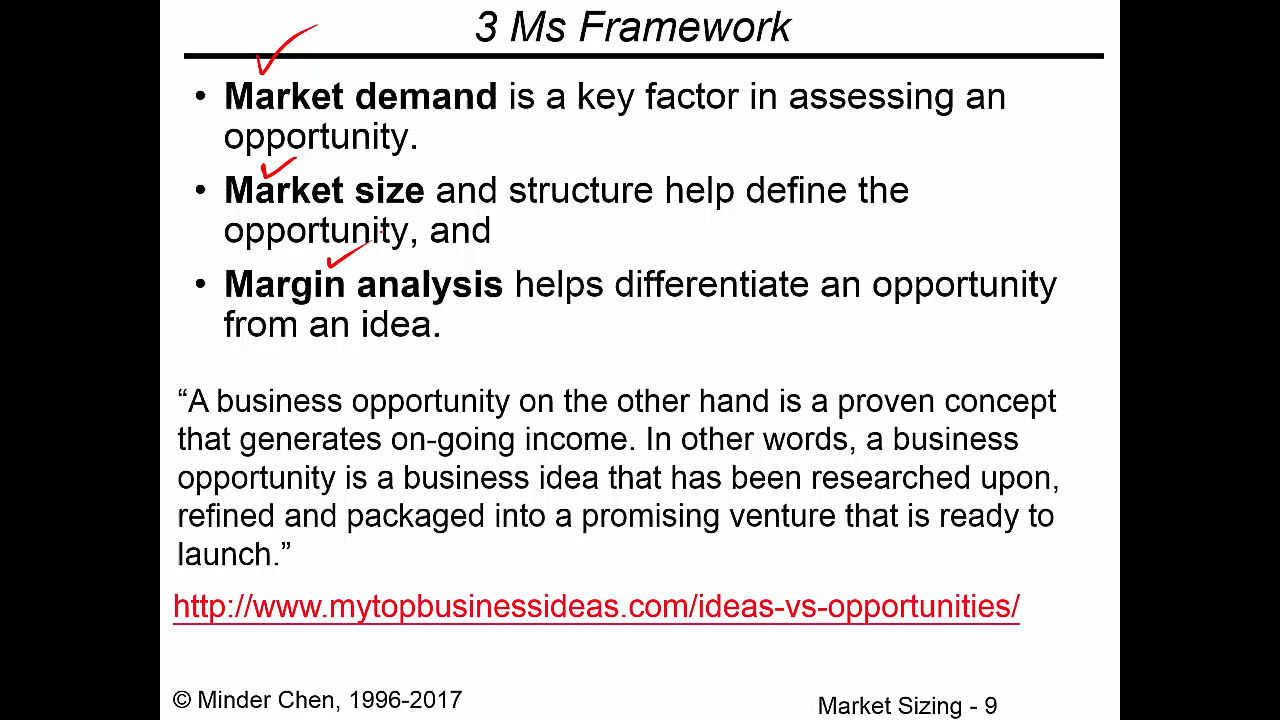 3 Ms Framework
• Market demand is a key factor in assessing an
opportunity.
• Market size and structure help define the
opportunity, and
• Margin analysis helps differentiate an opportunity
from an idea.
“A business opportunity on the other hand is a proven concept
that generates on-going income. In other words, a business
opportunity is a business idea that has been researched upon,
refined and packaged into a promising venture that is ready to
launch.”
http://www.mytopbusinessideas.com/ideas-vs-opportunities/
© Minder Chen, 1996-2017
Market Sizing - 9